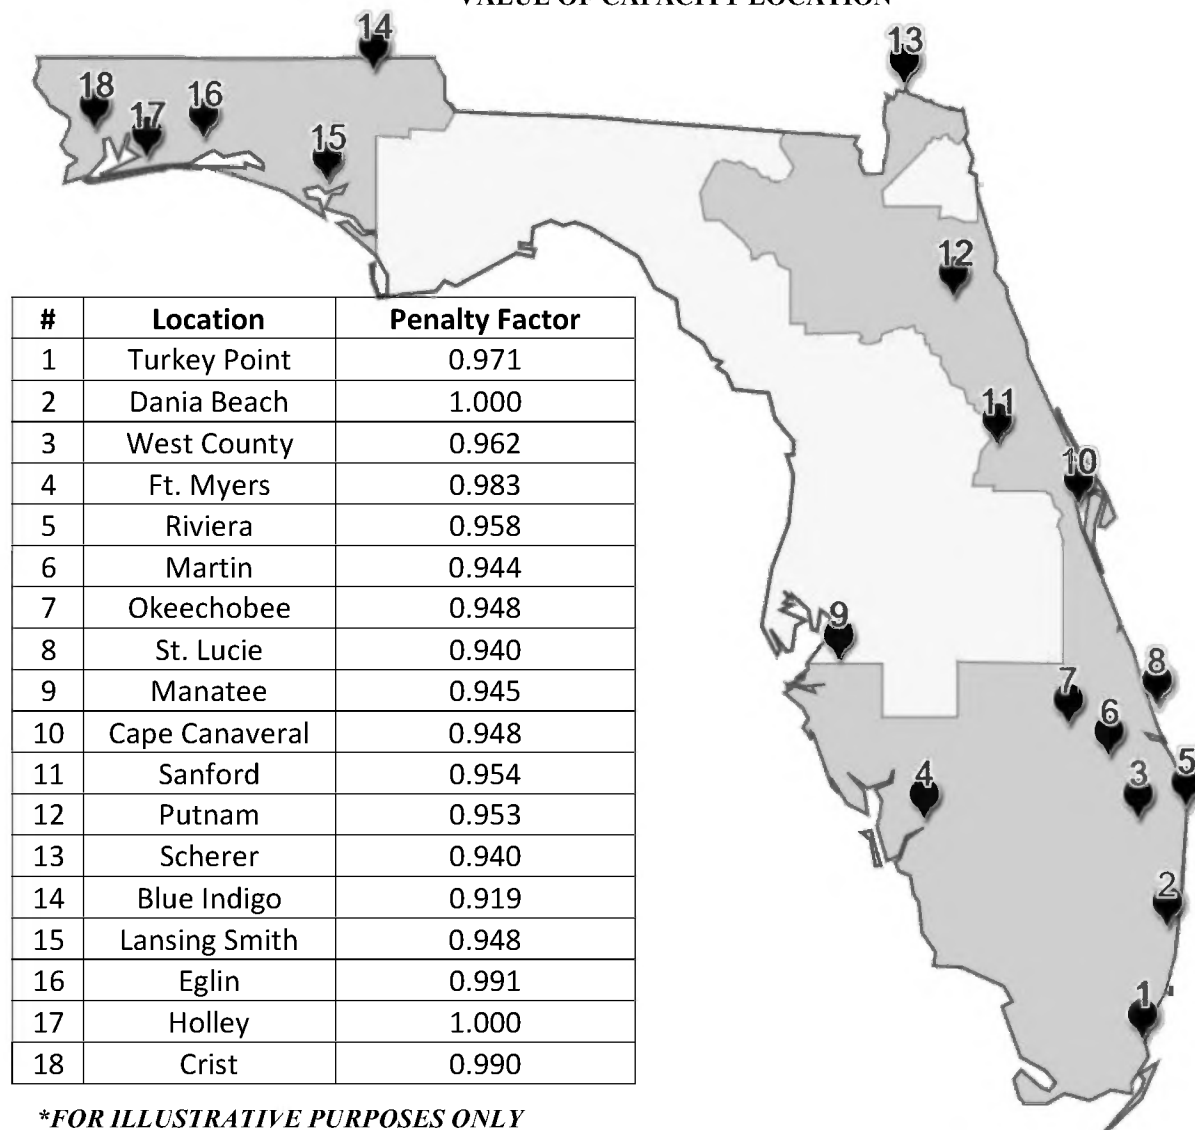 VALUE OF CAPACITY LOCATION
14
13
18
16
17
15
12
# Location Penalty Factor
1 Turkey Point 0.971
2 Dania Beach 1.000
3 West County 0.962
4 Ft. Myers 0.983
5 Riviera 0.958
6 Martin 0.944
7 Okeechobee 0.948
8 St. Lucie 0.940
9 Manatee 0.945
10 Cape Canaveral 0.948
11 Sanford 0.954
12 Putnam 0.953
13 Scherer 0.940
14 Blue Indigo 0.919
15 Lansing Smith 0.948
16 Eglin 0.991
17 Holley 1.000
18 Crist 0.990
11
10
9
8
7
6
5
4
3
2
1
*FOR ILLUSTRATIVE PURPOSES ONLY